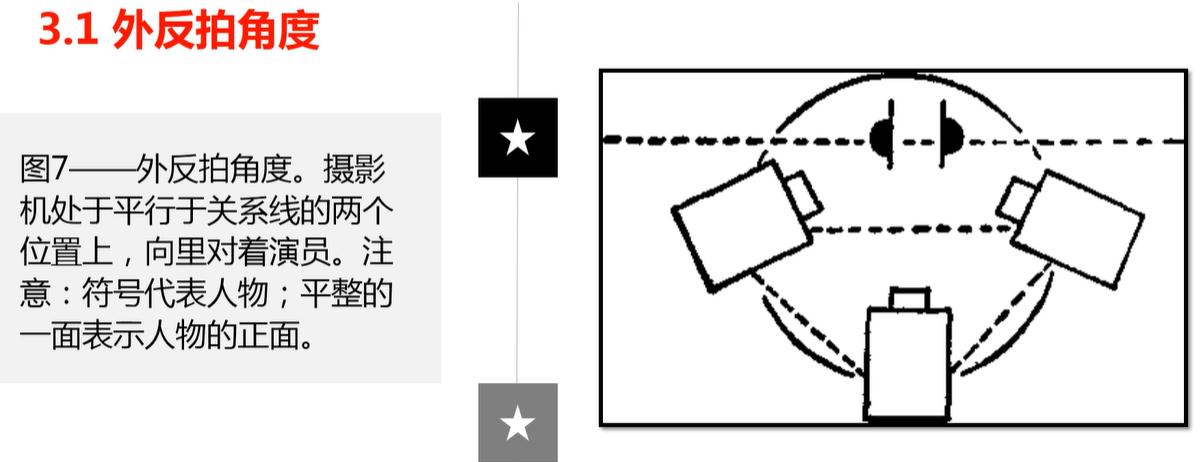 3.1 外反拍角度
图7——外反拍角度。摄影
机处于平行于关系线的两个
位置上，向里对着演员。注
意：符号代表人物；平整的
一面表示人物的正面。